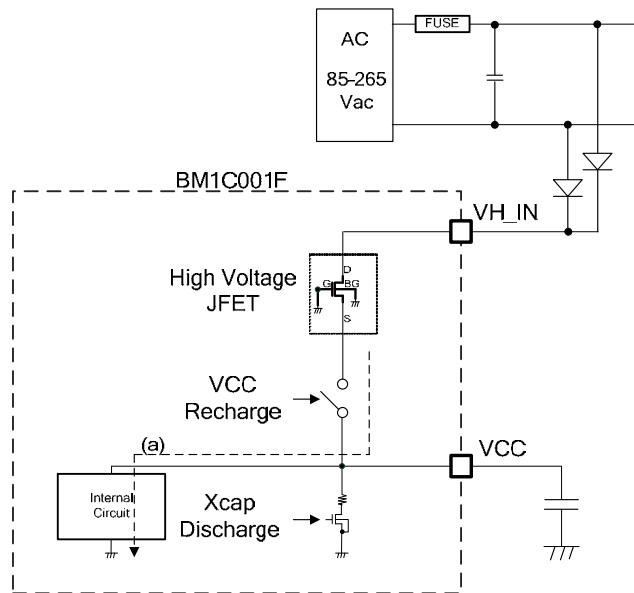 AC
85-265
Vac
FUSE
BM1C001F
VH_IN
High Voltage
JFET
D
G
BG
S
VCC
Recharge
(a)
VCC
Internal
Circuit
Xcap
Discharge